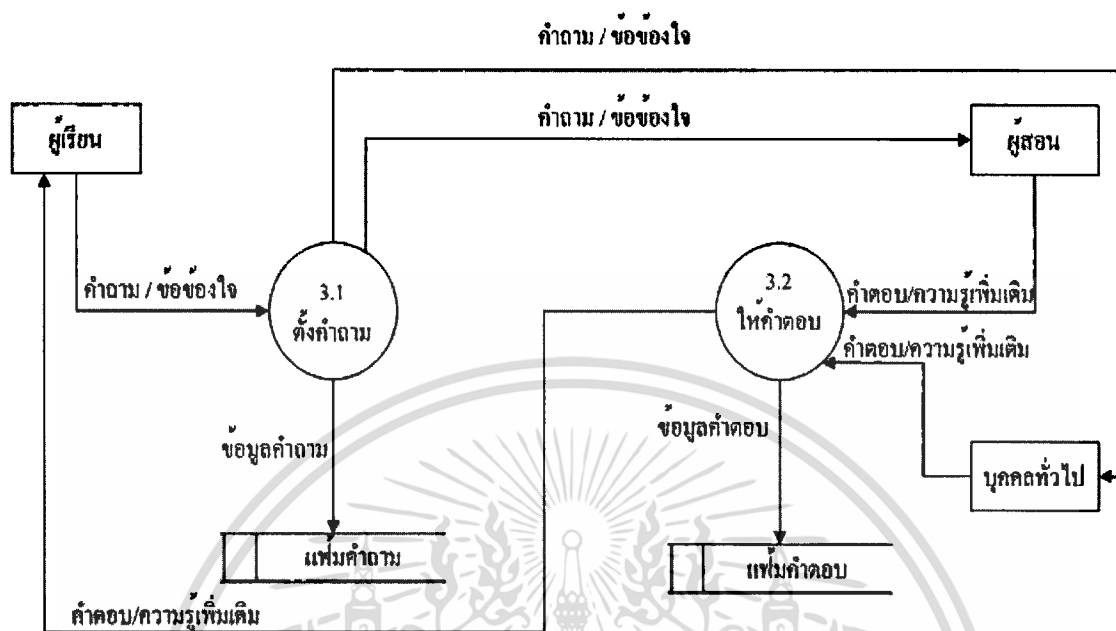 คำถาม / ข้อข้องใจ
คำถาม / ข้อข้องใจ
ผู้เรียน
ผู้สอน
คำถาม / ข้อข้องใจ
3.1
ตั้งคำถาม
3.2
ให้คำตอบ
คำตอบ/ความรู้เพิ่มเติม
คำตอบ/ความรู้เพิ่มเติม
ข้อมูลคำถาม
ข้อมูลคำตอบ
บุคคลทั่วไป
แฟ้มคำถาม
แฟ้มคำตอบ
คำตอบ/ความรู้เพิ่มเติม